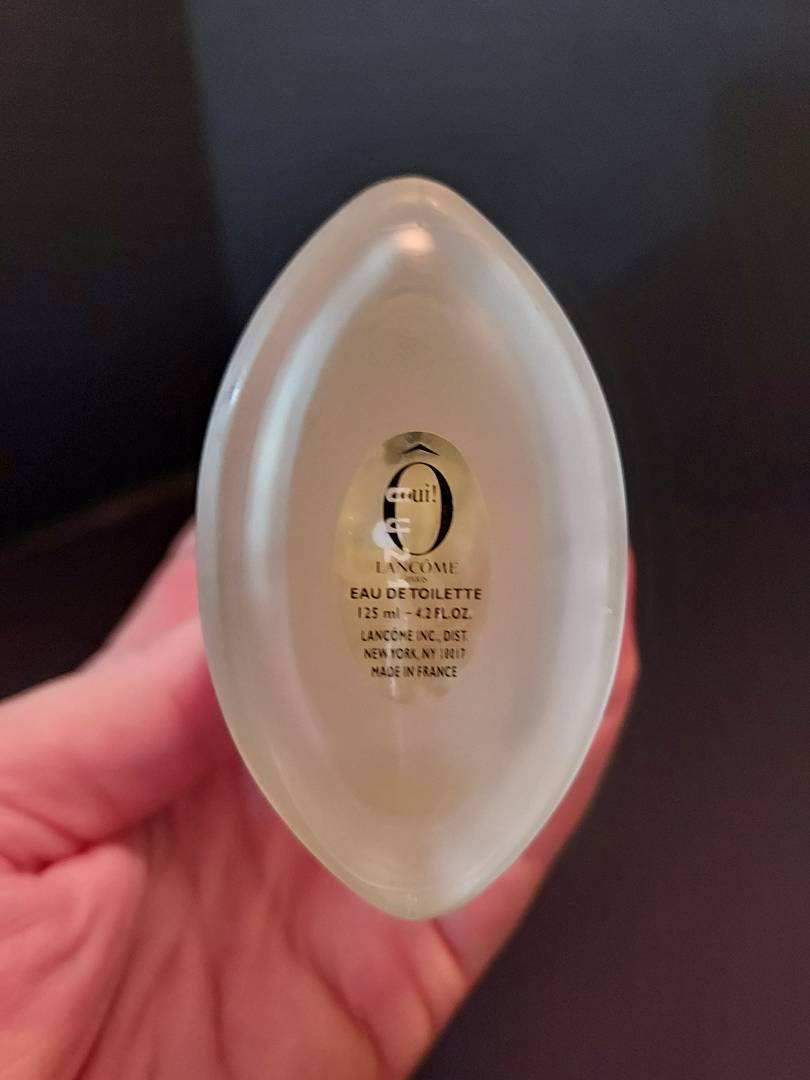 Ô
ui!
LANCÔME
PARIS
EAU DE TOILETTE
125 ml - 4.2 FL.OZ.
LANCÔME INC., DIST.
NEW YORK, NY 10017
MADE IN FRANCE